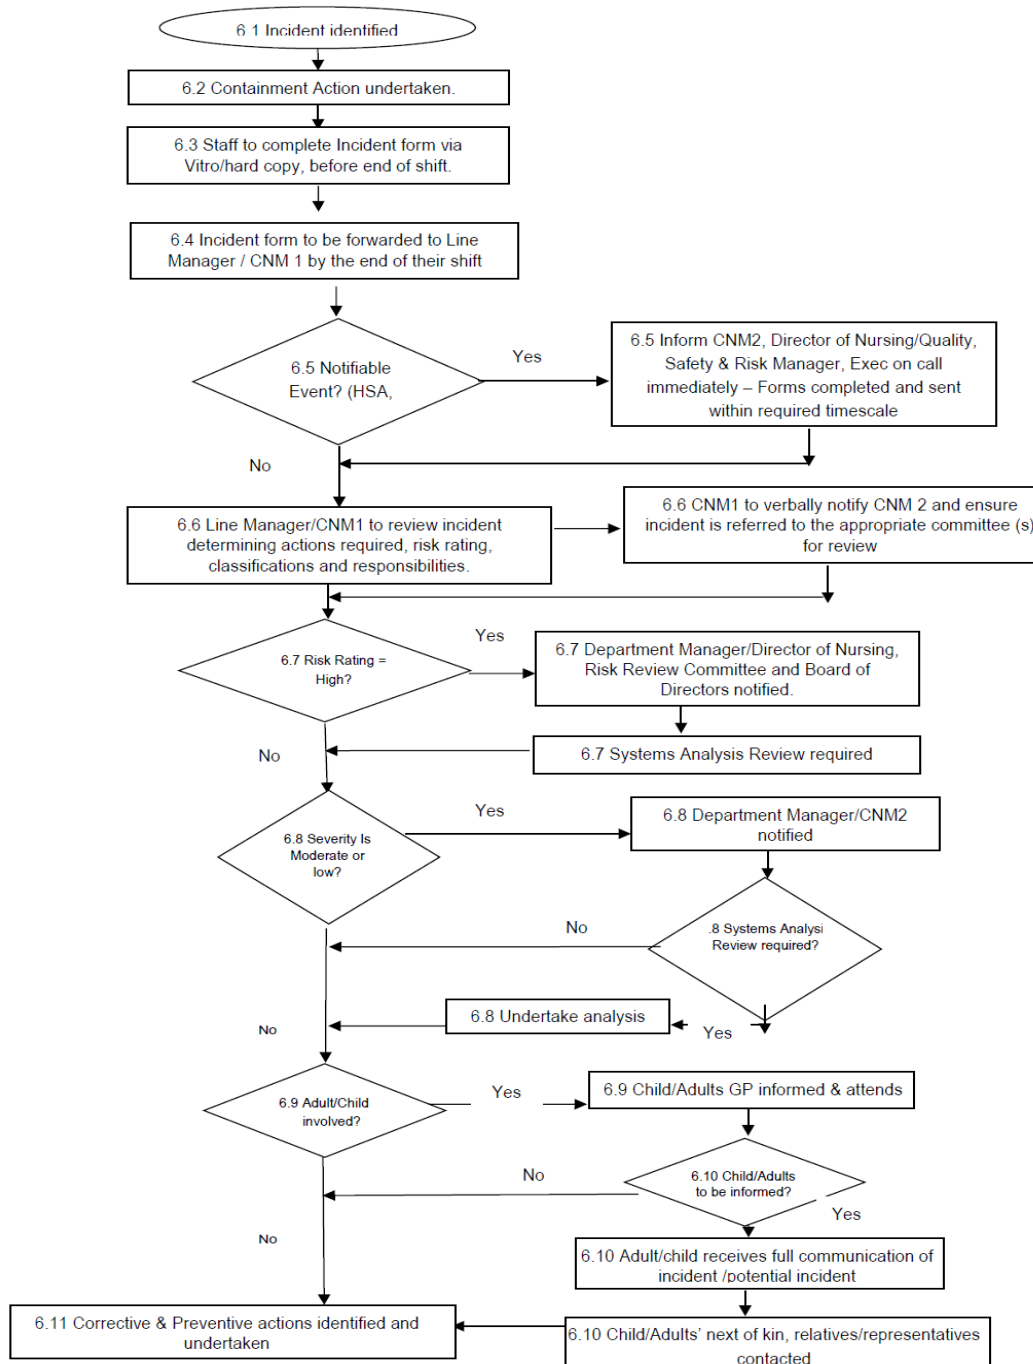 6.1 Incident identified
6.2 Containment Action undertaken.
6.3 Staff to complete Incident form via
Vitro/hard copy, before end of shift.
6.4 Incident form to be forwarded to Line
Manager / CNM 1 by the end of their shift
6.5 Notifiable
Event? (HSA,
Yes
6.5 Inform CNM2, Director of Nursing/Quality,
Safety & Risk Manager, Exec on call
immediately – Forms completed and sent
within required timescale
No
6.6 Line Manager/CNM1 to review incident
determining actions required, risk rating,
classifications and responsibilities.
6.6 CNM1 to verbally notify CNM 2 and ensure
incident is referred to the appropriate committee (s)
for review
6.7 Risk Rating =
High?
Yes
6.7 Department Manager/Director of Nursing,
Risk Review Committee and Board of
Directors notified.
No
6.7 Systems Analysis Review required
6.8 Severity Is
Moderate or
low?
Yes
6.8 Department Manager/CNM2
notified
.8 Systems Analysi
Review required?
No
6.8 Undertake analysis
Yes
No
6.9 Adult/Child
involved?
Yes
6.9 Child/Adults GP informed & attends
6.10 Child/Adults
to be informed?
No
Yes
No
6.10 Adult/child receives full communication of
incident /potential incident
6.11 Corrective & Preventive actions identified and
undertaken
6.10 Child/Adults' next of kin, relatives/representatives
contacted